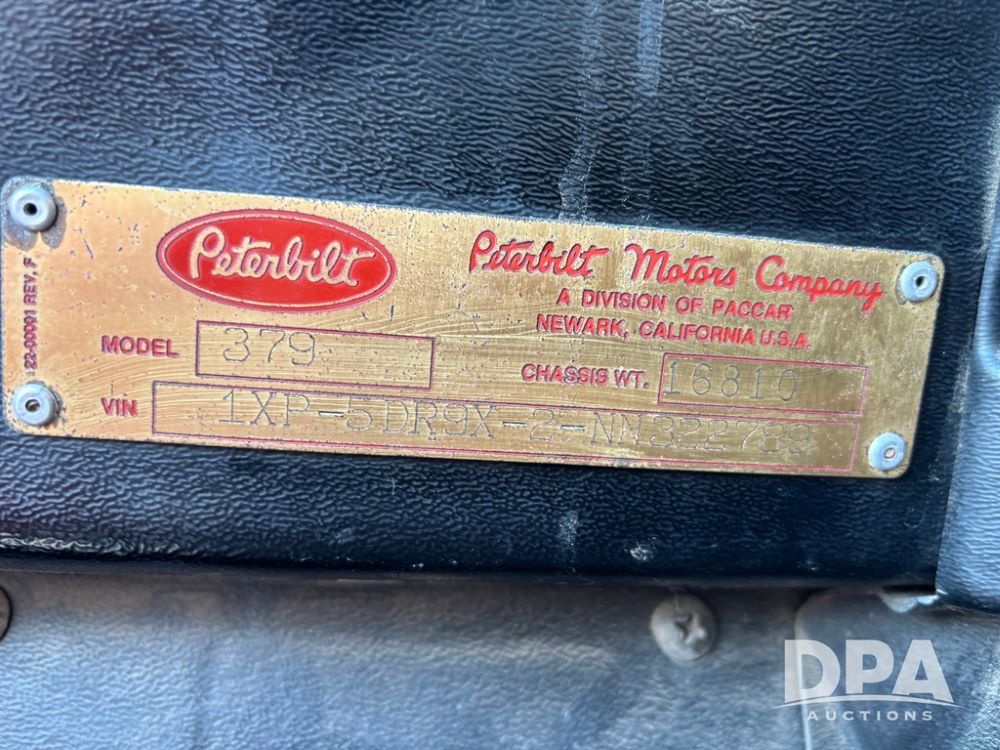 Peterbilt
Peterbilt Motors Company
A DIVISION OF PACCAR
NEWARK, CALIFORNIA U.S.A.
MODEL 379
CHASSIS WT. 16810
VIN 1XP-5DR9X-2-NN322789
22-00091 REV. F
DPA
AUCTIONS